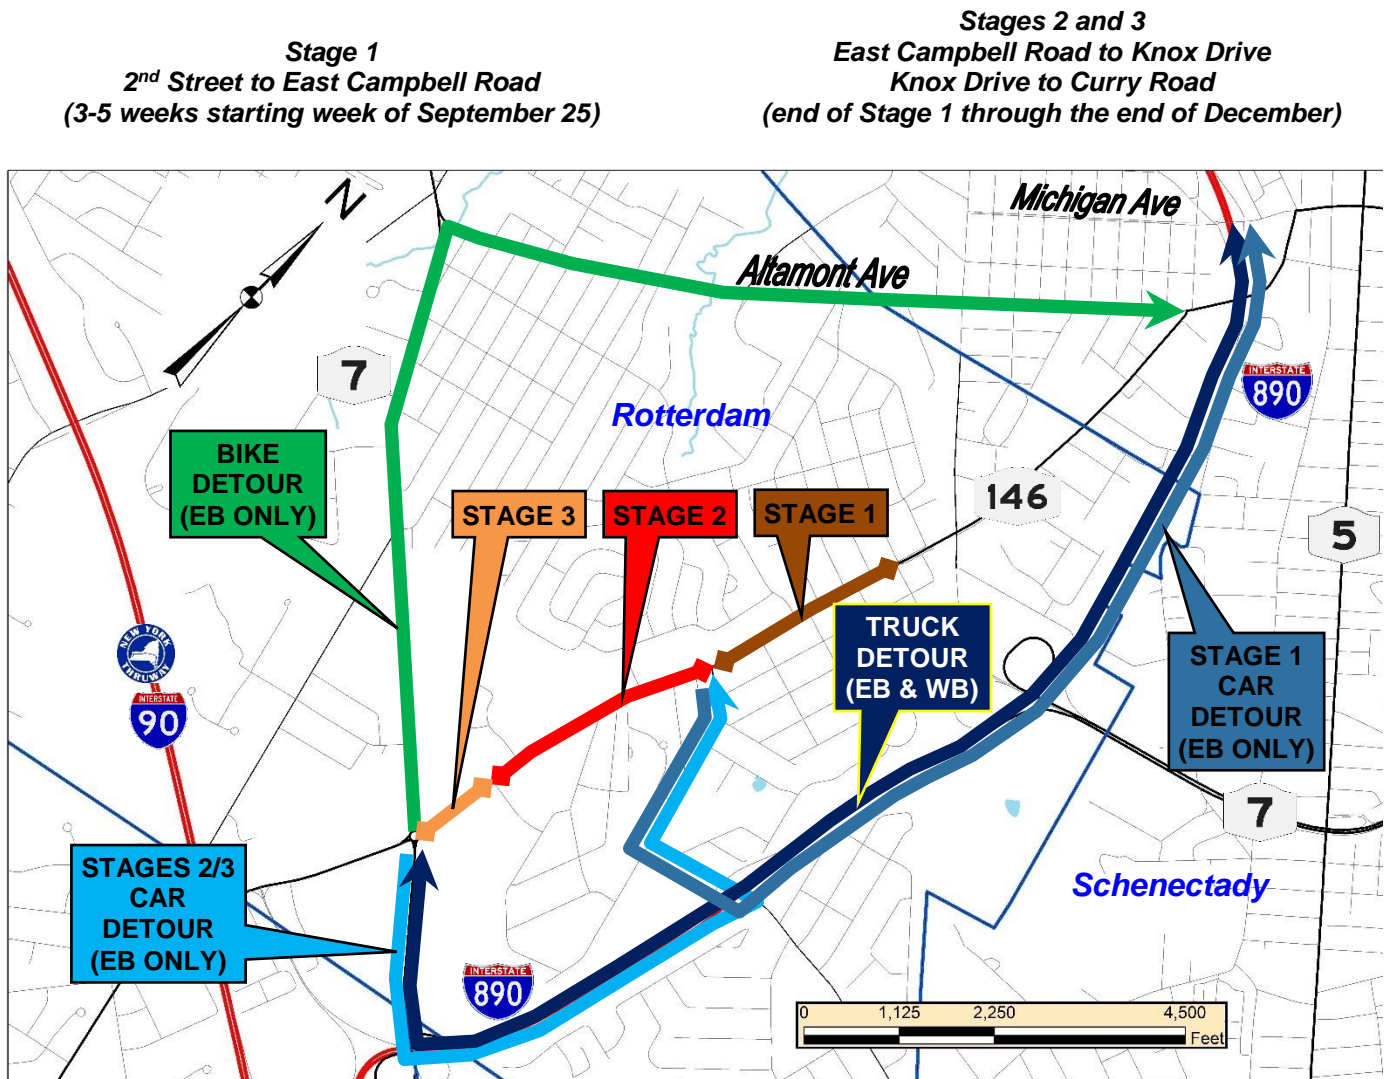 Stage 1
2nd Street to East Campbell Road
(3-5 weeks starting week of September 25)
Stages 2 and 3
East Campbell Road to Knox Drive
Knox Drive to Curry Road
(end of Stage 1 through the end of December)
N
Michigan Ave
Altamont Ave
7
INTERSTATE
890
Rotterdam
BIKE
DETOUR
(EB ONLY)
STAGE 3
STAGE 2
STAGE 1
146
5
TRUCK
DETOUR
(EB & WB)
STAGE 1
CAR
DETOUR
(EB ONLY)
NEW YORK
THRUWAY
INTERSTATE
90
7
STAGES 2/3
CAR
DETOUR
(EB ONLY)
Schenectady
INTERSTATE
890
0 1,125 2,250 4,500
Feet